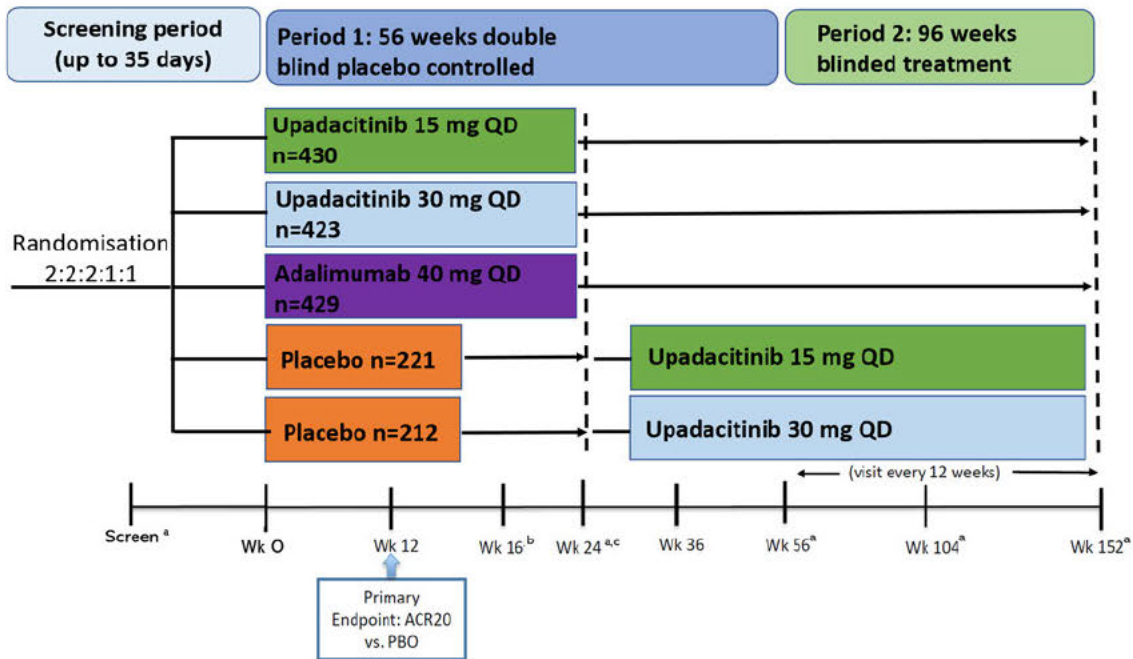 Screening period
(up to 35 days)
Period 1: 56 weeks double
blind placebo controlled
Period 2: 96 weeks
blinded treatment
Randomisation
2:2:2:1:1
Upadacitinib 15 mg QD
n=430
Upadacitinib 30 mg QD
n=423
Adalimumab 40 mg QD
n=429
Placebo n=221
Upadacitinib 15 mg QD
Placebo n=212
Upadacitinib 30 mg QD
(visit every 12 weeks)
Screen a
Wk O
Wk 12
Wk 16 b
Wk 24 a,c
Wk 36
Wk 56 a
Wk 104 a
Wk 152 a
Primary
Endpoint: ACR20
vs. PBO